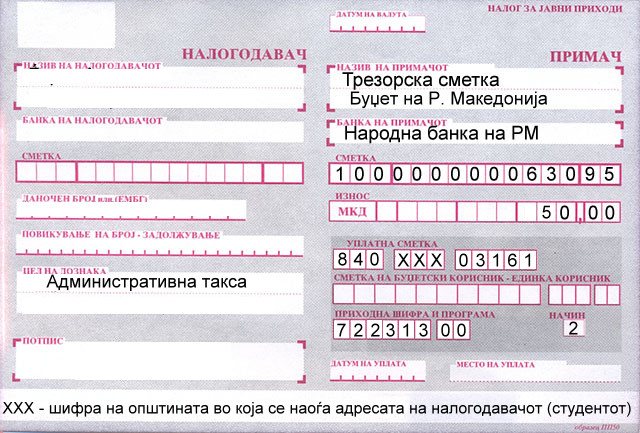 НАЛОГ ЗА ЈАВНИ ПРИХОДИ
ДАТУМ НА ВАЛУТА
НАЛОГОДАВАЧ
НАЗИВ НА НАЛОГОДАВАЧОТ
БАНКА НА НАЛОГОДАВАЧОТ
СМЕТКА
ДАНОЧЕН БРОЈ или (ЕМБГ)
ПОВИКУВАЊЕ НА БРОЈ - ЗАДОЛЖУВАЊЕ
ЦЕЛ НА ДОЗНАКА
Административна такса
ПОТПИС
ПРИМАЧ
НАЗИВ НА ПРИМАЧОТ
Трезорска сметка
Буџет на Р. Македонија
БАНКА НА ПРИМАЧОТ
Народна банка на РМ
СМЕТКА
100000000063095
ИЗНОС
МКД 50,00
УПЛАТНА СМЕТКА
840 XXX 03161
СМЕТКА НА БУЏЕТСКИ КОРИСНИК - ЕДИНКА КОРИСНИК
ПРИХОДНА ШИФРА И ПРОГРАМА
722313 00
НАЧИН
2
ДАТУМ НА УПЛАТА
МЕСТО НА УПЛАТА
XXX - шифра на општината во која се наоѓа адресата на налогодавачот (студентот)
образец ПП50